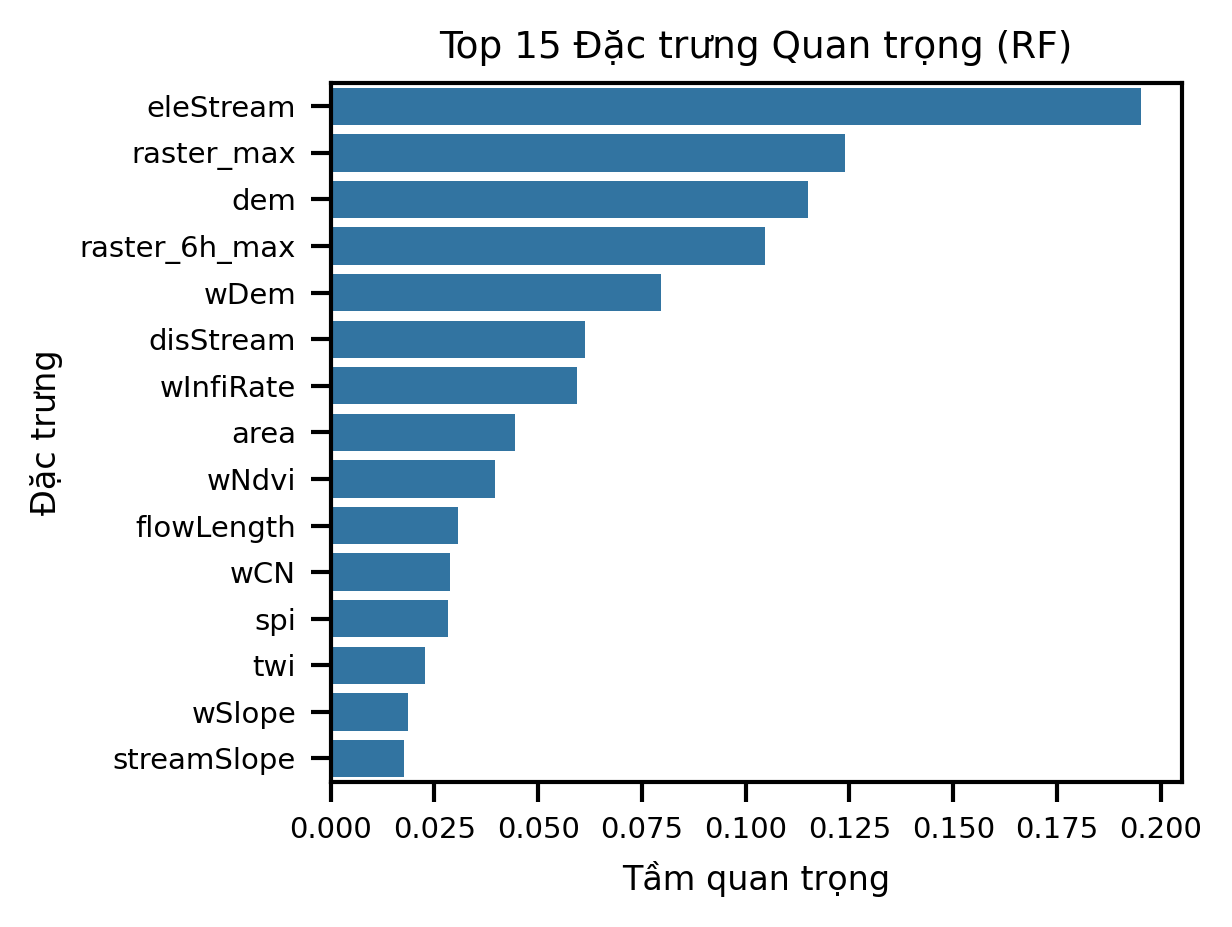 Top 15 Đặc trưng Quan trọng (RF)
Đặc trưng
eleStream
raster_max
dem
raster_6h_max
wDem
disStream
wInfiRate
area
wNdvi
flowLength
wCN
spi
twi
wSlope
streamSlope
0.000 0.025 0.050 0.075 0.100 0.125 0.150 0.175 0.200
Tầm quan trọng